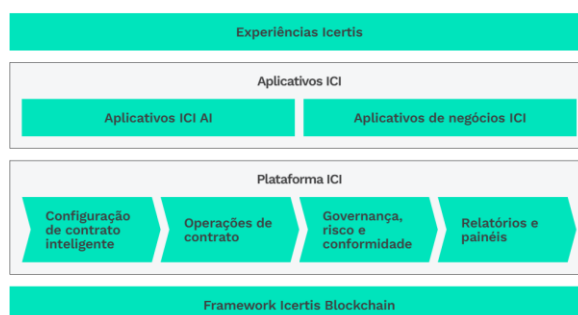 Experiências Icertis
Aplicativos ICI
Aplicativos ICI AI
Aplicativos de negócios ICI
Plataforma ICI
Configuração
de contrato
inteligente
Operações de
contrato
Governança,
risco e
conformidade
Relatórios e
painéis
Framework Icertis Blockchain